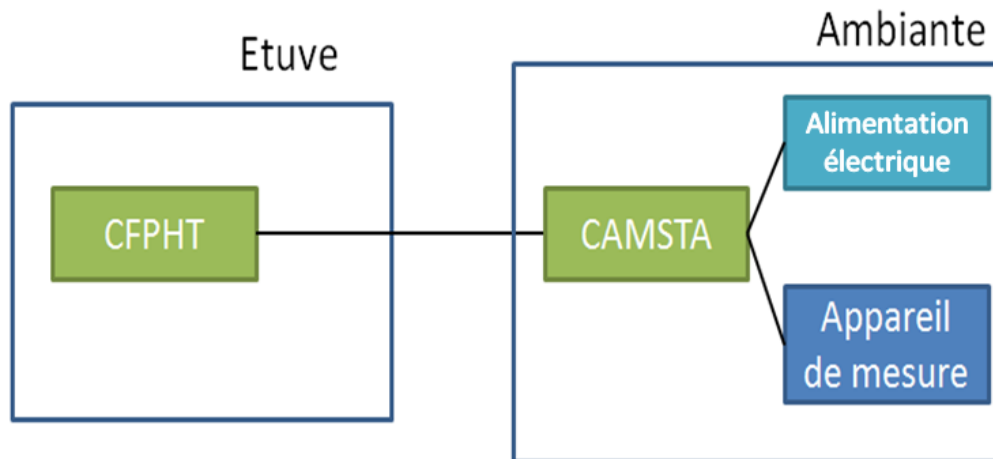 Etuve
Ambiante
CFPHT
CAMSTA
Alimentation
électrique
Appareil
de mesure